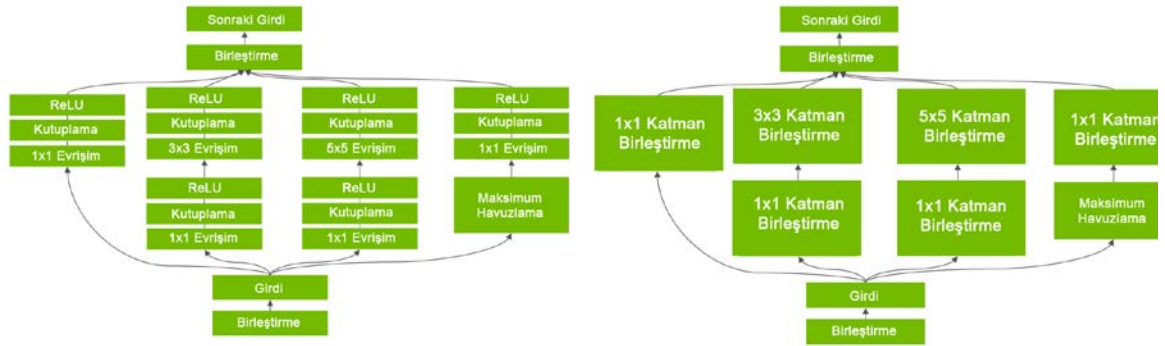 Sonraki Girdi
Birleştirme
ReLU
Kutuplama
1x1 Evrişim
ReLU
Kutuplama
3x3 Evrişim
ReLU
Kutuplama
1x1 Evrişim
ReLU
Kutuplama
5x5 Evrişim
ReLU
Kutuplama
1x1 Evrişim
ReLU
Kutuplama
1x1 Evrişim
Maksimum
Havuzlama
Girdi
Birleştirme
Sonraki Girdi
Birleştirme
1x1 Katman
Birleştirme
3x3 Katman
Birleştirme
1x1 Katman
Birleştirme
5x5 Katman
Birleştirme
1x1 Katman
Birleştirme
1x1 Katman
Birleştirme
Maksimum
Havuzlama
Girdi
Birleştirme